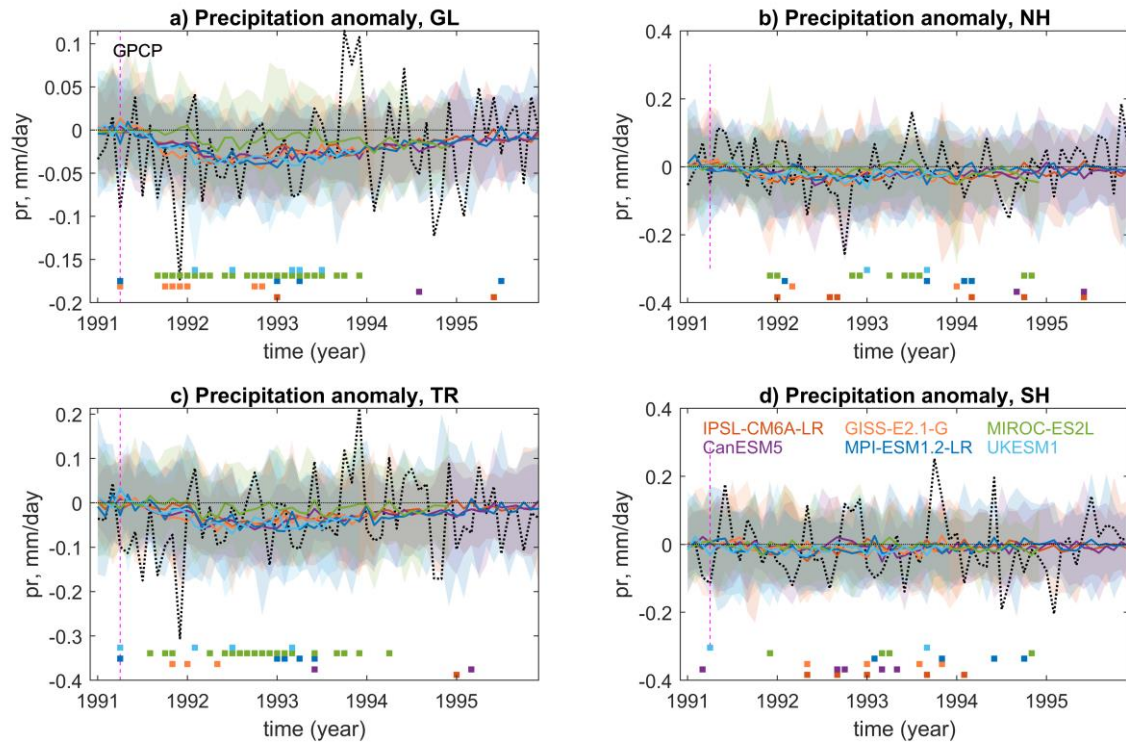 a) Precipitation anomaly, GL
GPCP
0.1
0.05
0
-0.05
-0.1
-0.15
-0.2
pr, mm/day
1991 1992 1993 1994 1995
time (year)
b) Precipitation anomaly, NH
0.4
0.2
0
-0.2
-0.4
pr, mm/day
1991 1992 1993 1994 1995
time (year)
c) Precipitation anomaly, TR
0.2
0.1
0
-0.1
-0.2
-0.3
-0.4
pr, mm/day
1991 1992 1993 1994 1995
time (year)
d) Precipitation anomaly, SH
IPSL-CM6A-LR GISS-E2.1-G MIROC-ES2L
CanESM5 MPI-ESM1.2-LR UKESM1
0.4
0.2
0
-0.2
-0.4
pr, mm/day
1991 1992 1993 1994 1995
time (year)